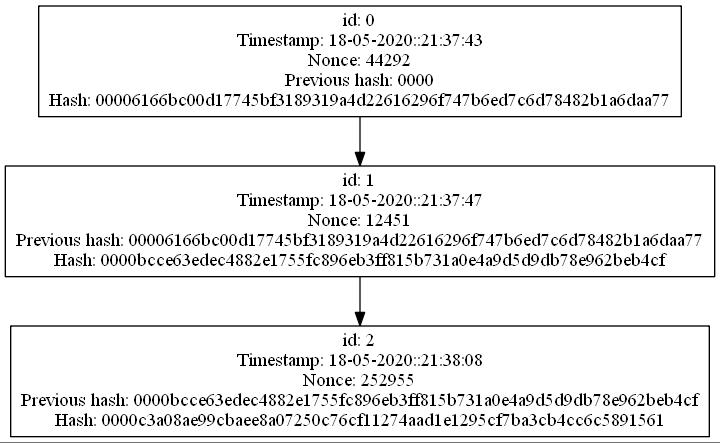 id: 0
Timestamp: 18-05-2020::21:37:43
Nonce: 44292
Previous hash: 0000
Hash: 00006166bc00d17745bf3189319a4d22616296f747b6ed7c6d78482b1a6daa77
id: 1
Timestamp: 18-05-2020::21:37:47
Nonce: 12451
Previous hash: 00006166bc00d17745bf3189319a4d22616296f747b6ed7c6d78482b1a6daa77
Hash: 0000bcce63edec4882e1755fc896eb3ff815b731a0e4a9d5d9db78e962beb4cf
id: 2
Timestamp: 18-05-2020::21:38:08
Nonce: 252955
Previous hash: 0000bcce63edec4882e1755fc896eb3ff815b731a0e4a9d5d9db78e962beb4cf
Hash: 0000c3a08ae99cbaee8a07250c76cf11274aad1e1295cf7ba3cb4cc6c5891561